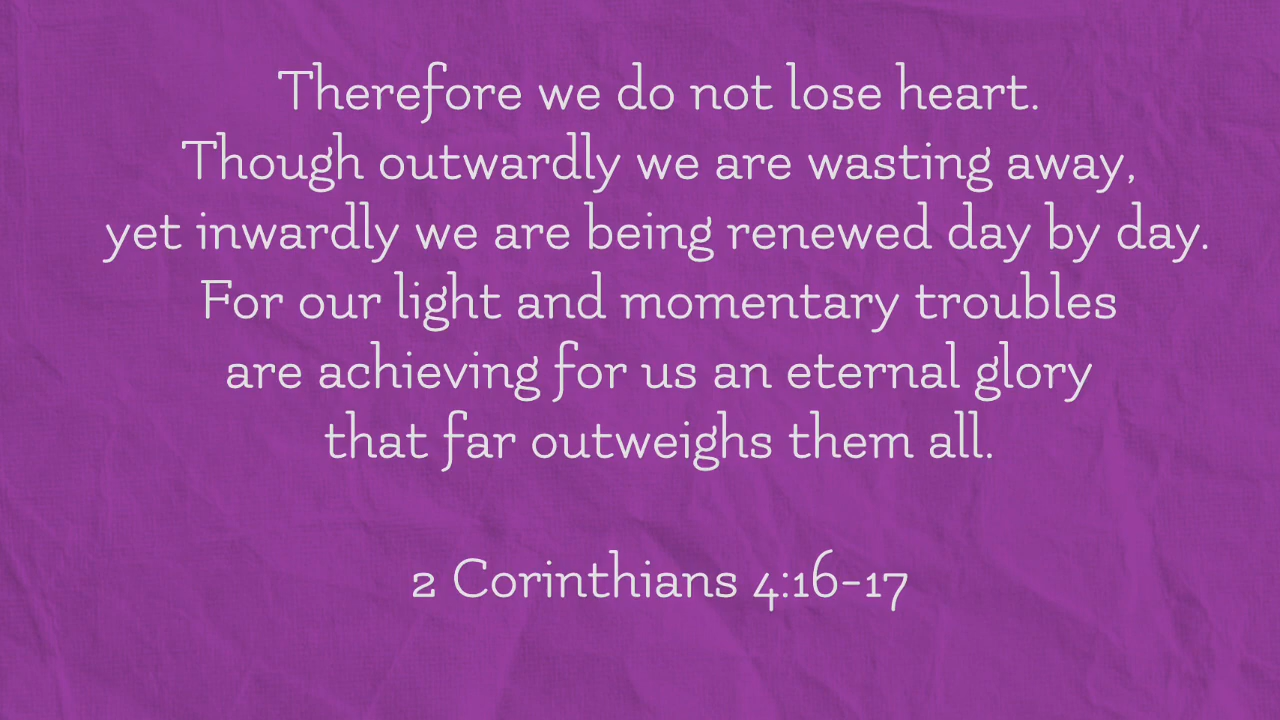 Therefore we do not lose heart.
Though outwardly we are wasting away,
yet inwardly we are being renewed day by day.
For our light and momentary troubles
are achieving for us an eternal glory
that far outweighs them all.
2 Corinthians 4:16-17